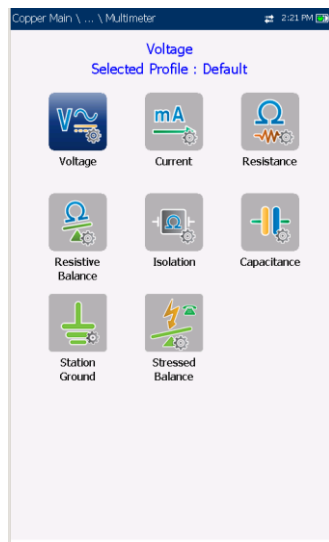 Copper Main \ ... \ Multimeter 2:21 PM
Voltage
Selected Profile : Default
V
mA
Ω
Voltage
Current
Resistance
Ω
Ω
Resistive
Balance
Isolation
Capacitance
Station
Ground
Stressed
Balance